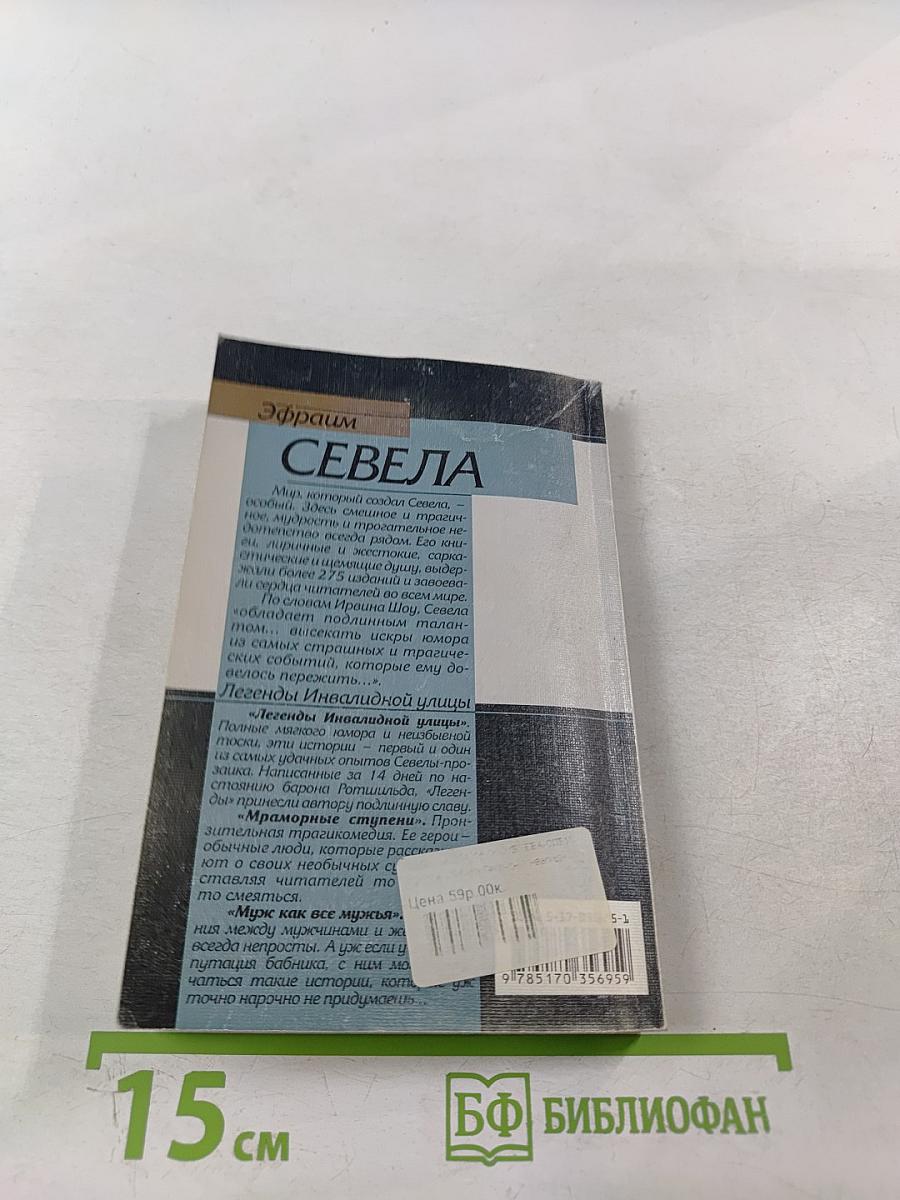 Эфраим
СЕВЕЛА
Мир, который создал Севела, –
особый. Здесь смешное и трагич-
ное, мудрость и трогательное не-
дотепство всегда рядом. Его кни-
ги, лиричные и жестокие, сарка-
стические и щемящие душу, выдер-
жали более 275 изданий и завоева-
ли сердца читателей во всем мире.
По словам Ирвина Шоу, Севела
«обладает подлинным талан-
том... высекать искры юмора
из самых страшных и трагиче-
ских событий, которые ему до-
велось пережить...».
Легенды Инвалидной улицы
«Легенды Инвалидной улицы».
Полные мягкого юмора и неизбывной
тоски, эти истории – первый и один
из самых удачных опытов Севелы-про-
заика. Написанные за 14 дней по на-
стоянию барона Ротшильда, «Леген-
ды» принесли автору подлинную славу.
«Мраморные ступени». Прон-
зительная трагикомедия. Ее герои –
обычные люди, которые расска
ют о своих необычных су
ставляя читателей то
то смеяться.
«Муж как все мужья».
ния между мужчинами и же
всегда непросты. А уж если у
путация бабника, с ним мо
чаться такие истории, которые уж
точно нарочно не придумаешь...
Цена 59р.00к.
5-1
9 785170 356959
15 см
БФ БИБЛИОФАН